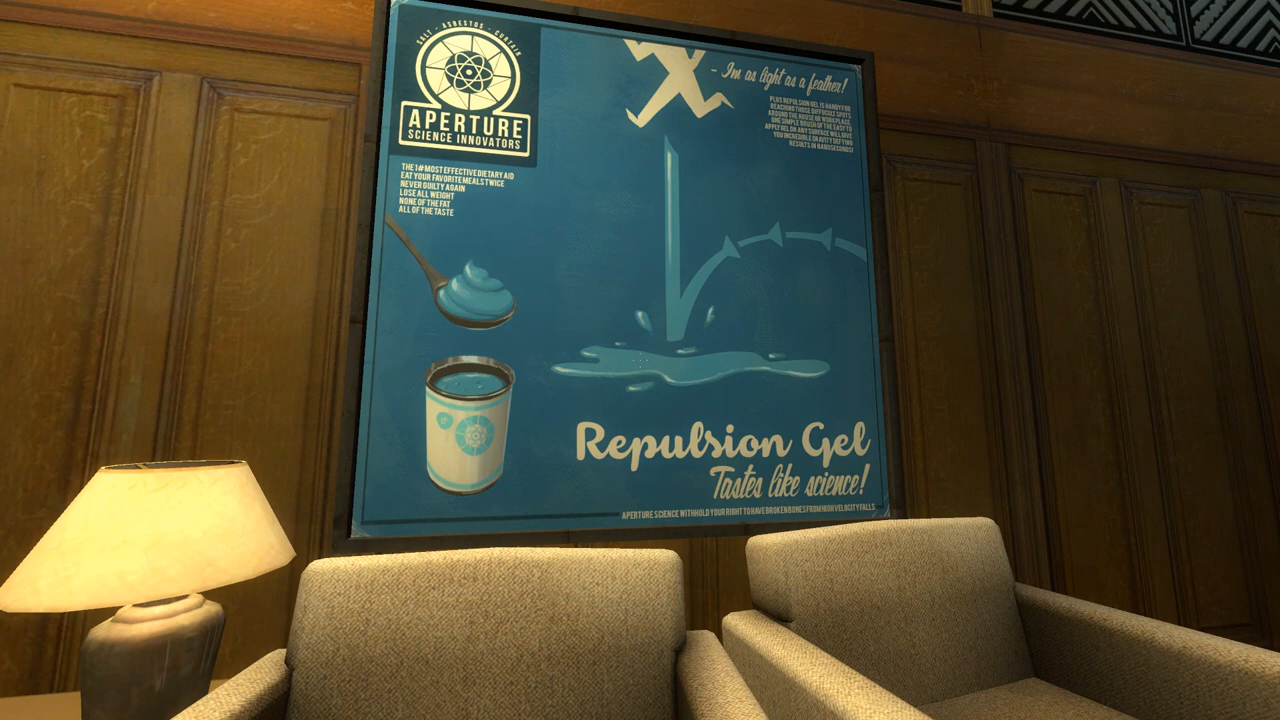 SALT - ASBESTOS - CURTAIN
APERTURE
SCIENCE INNOVATORS
THE 1# MOST EFFECTIVE DIETARY AID
EAT YOUR FAVORITE MEALS TWICE
NEVER GUILTY AGAIN
LOSE ALL WEIGHT
NONE OF THE FAT
ALL OF THE TASTE
- I'm as light as a feather!
PLUS REPULSION GEL IS HANDY FOR
REACHING THOSE DIFFICULT SPOTS
AROUND THE HOUSE OR WORKPLACE.
ONE SIMPLE BRUSH OF THE EASY TO
APPLY GEL ON ANY SURFACE WILL GIVE
YOU INCREDIBLE GRAVITY DEFYING
RESULTS IN NANOSECONDS!
Repulsion Gel
Tastes like science!
APERTURE SCIENCE WITHHOLD YOUR RIGHT TO HAVE BROKEN BONES FROM HIGH VELOCITY FALLS